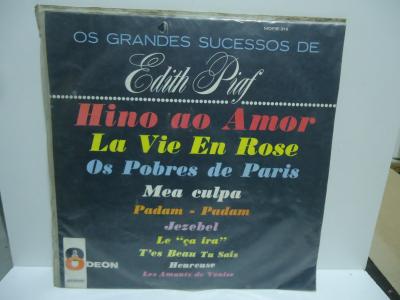 OS GRANDES SUCESSOS DE
Edith Piaf
Hino ao Amor
La Vie En Rose
Os Pobres de Paris
Mea culpa
Padam - Padam
Jezebel
Le "ça ira"
T'es Beau Tu Sais
Heureuse
Les Amants de Venise
ODEON